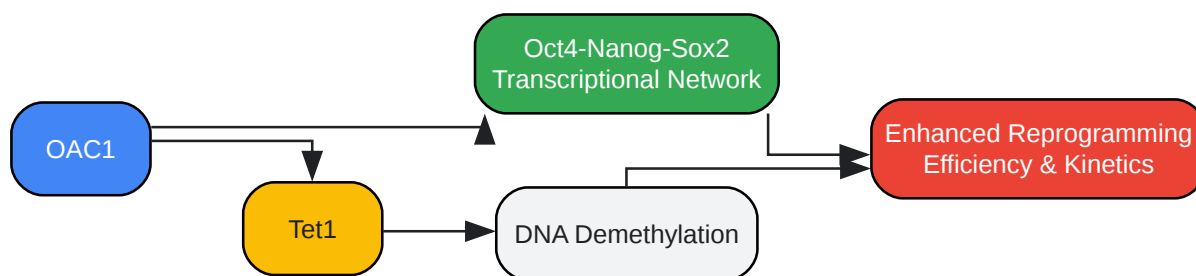 Oct4-Nanog-Sox2
Transcriptional Network
OAC1
Enhanced Reprogramming
Efficiency & Kinetics
Tet1
DNA Demethylation